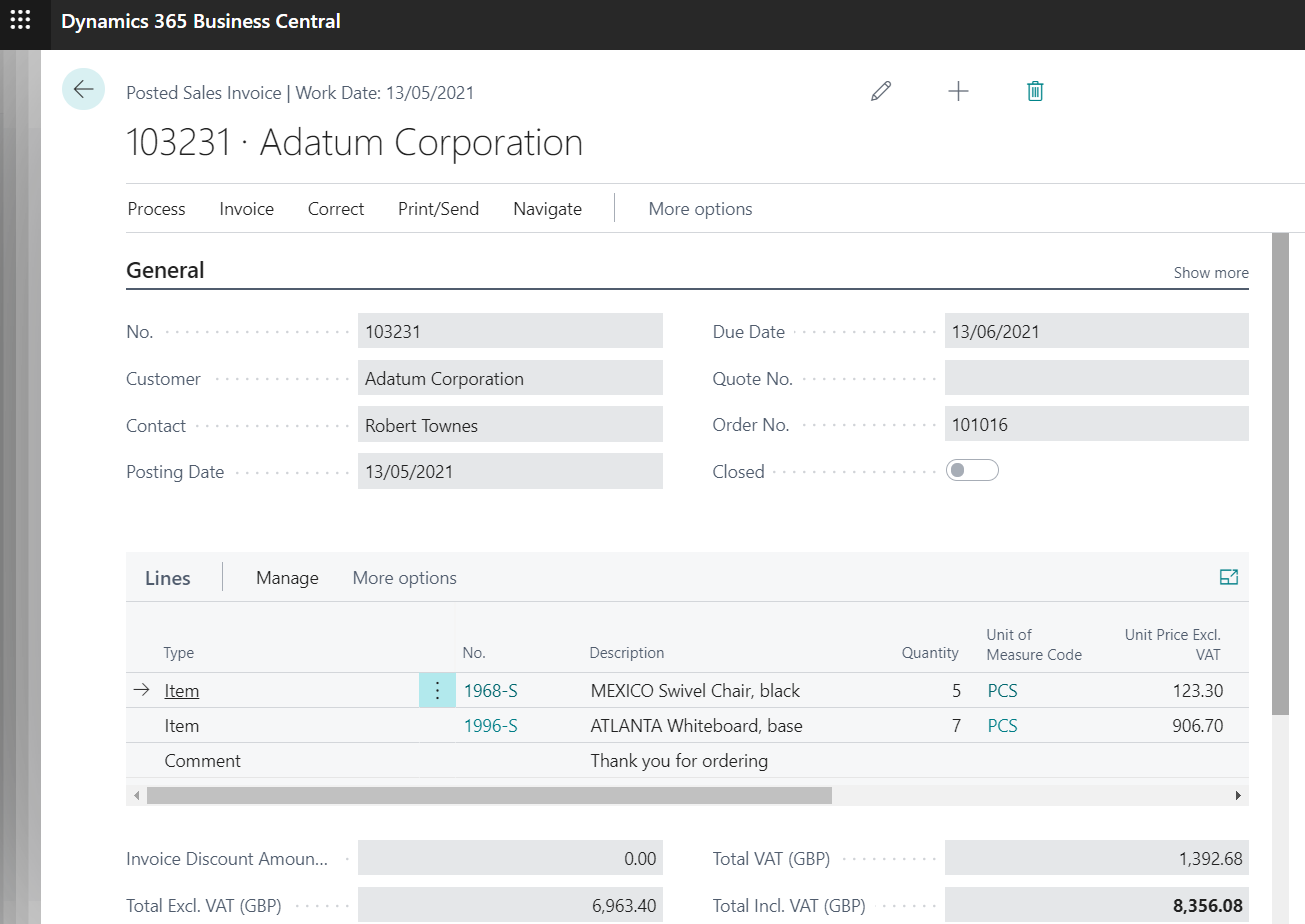 Dynamics 365 Business Central
Posted Sales Invoice | Work Date: 13/05/2021
103231 · Adatum Corporation
Process Invoice Correct Print/Send Navigate More options
General Show more
No. 103231 Due Date 13/06/2021
Customer Adatum Corporation Quote No.
Contact Robert Townes Order No. 101016
Posting Date 13/05/2021 Closed
Lines Manage More options
Type No. Description Quantity Unit of Measure Code Unit Price Excl. VAT
Item 1968-S MEXICO Swivel Chair, black 5 PCS 123.30
Item 1996-S ATLANTA Whiteboard, base 7 PCS 906.70
Comment Thank you for ordering
Invoice Discount Amoun... 0.00 Total VAT (GBP) 1,392.68
Total Excl. VAT (GBP) 6,963.40 Total Incl. VAT (GBP) 8,356.08